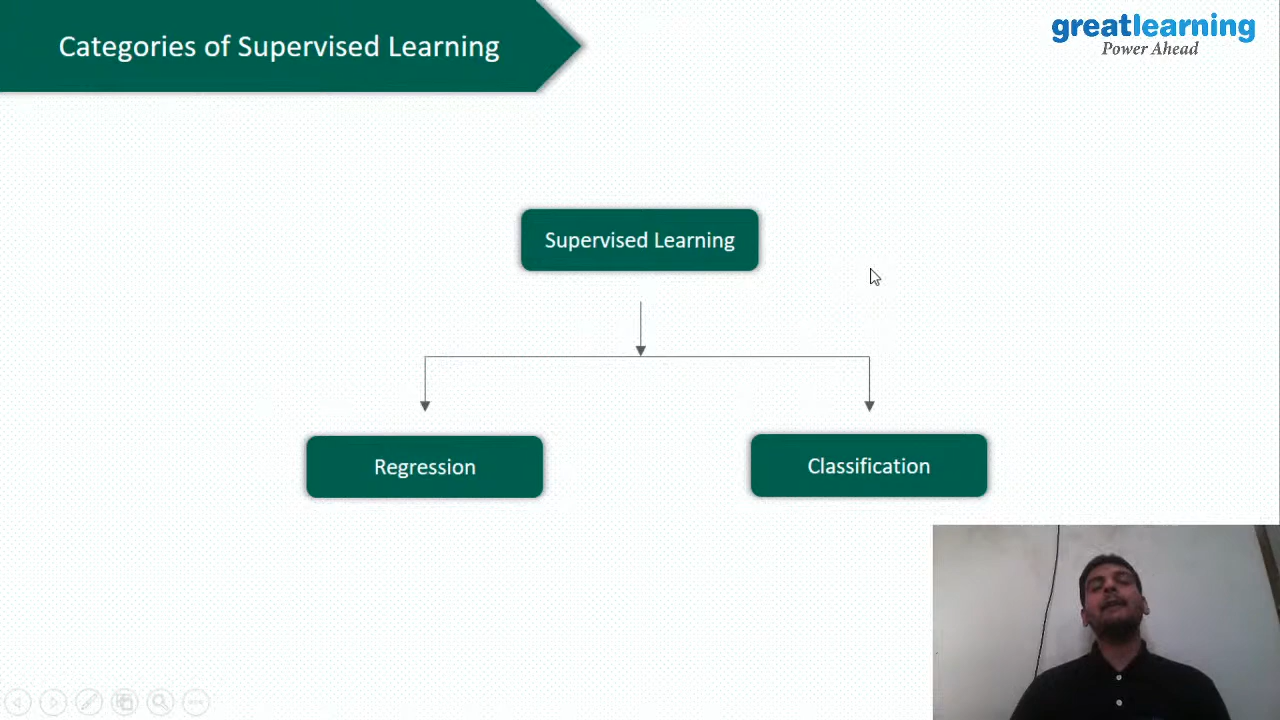 Categories of Supervised Learning
greatlearning
Power Ahead
Supervised Learning
Regression
Classification